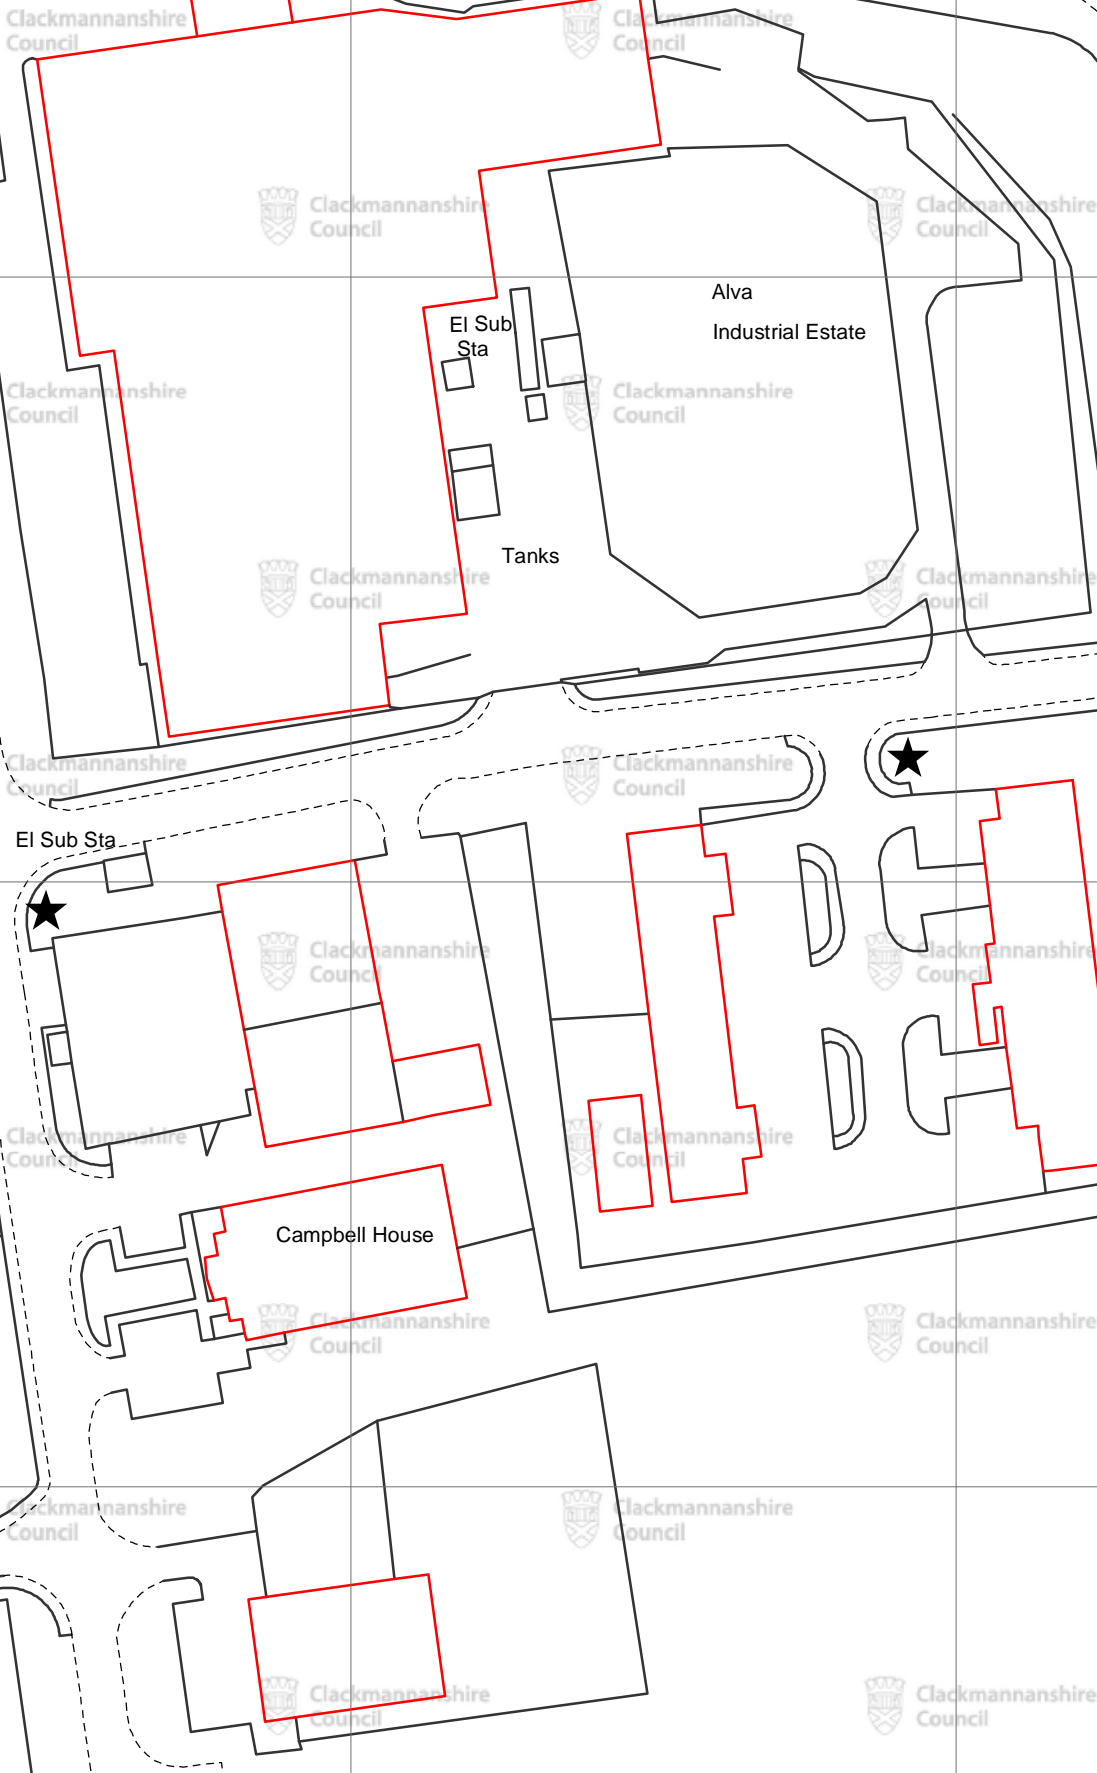 Clackmannanshire
Council
Clackmannanshire
Council
Clackmannanshire
Council
Clackmannanshire
Council
Alva
Industrial Estate
El Sub
Sta
Clackmannanshire
Council
Clackmannanshire
Council
Tanks
Clackmannanshire
Council
Clackmannanshire
Council
Clackmannanshire
Council
Clackmannanshire
Council
El Sub Sta
Clackmannanshire
Council
Clackmannanshire
Council
Clackmannanshire
Council
Clackmannanshire
Council
Campbell House
Clackmannanshire
Council
Clackmannanshire
Council
Clackmannanshire
Council
Clackmannanshire
Council
Clackmannanshire
Council
Clackmannanshire
Council